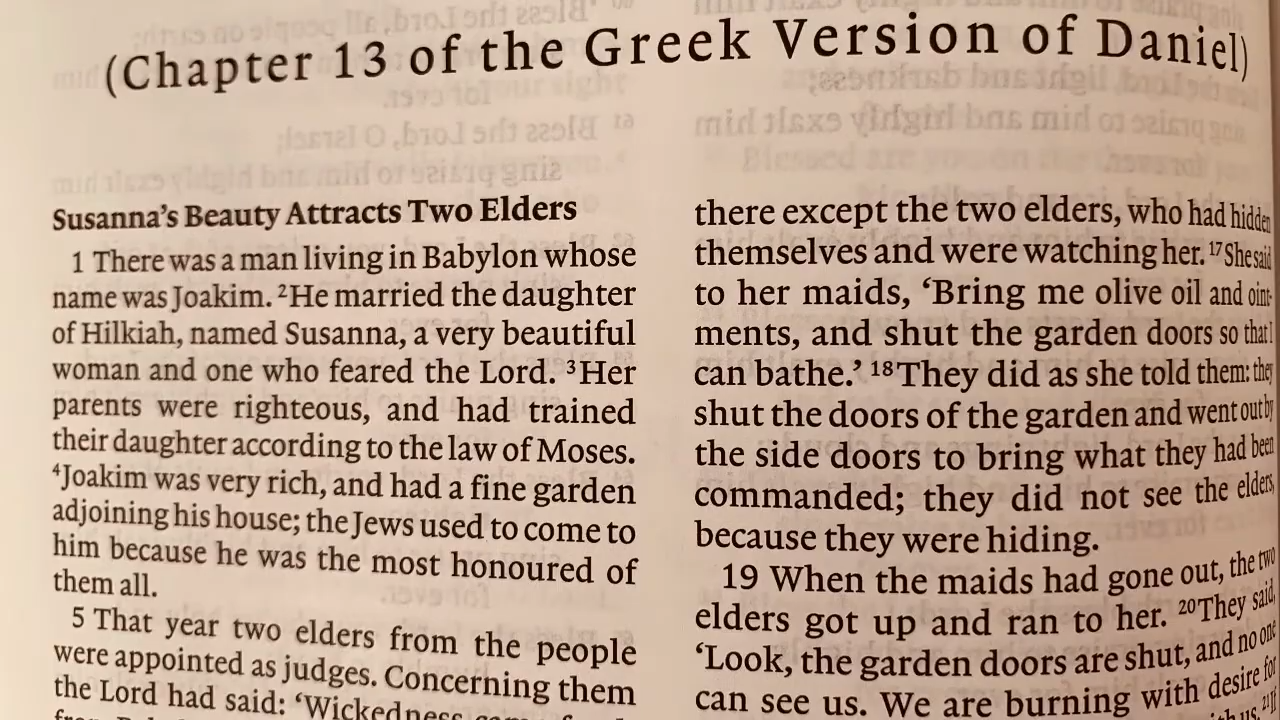 (Chapter 13 of the Greek Version of Daniel)
Susanna's Beauty Attracts Two Elders
1 There was a man living in Babylon whose
name was Joakim. ²He married the daughter
of Hilkiah, named Susanna, a very beautiful
woman and one who feared the Lord. ³Her
parents were righteous, and had trained
their daughter according to the law of Moses.
⁴Joakim was very rich, and had a fine garden
adjoining his house; the Jews used to come to
him because he was the most honoured of
them all.
5 That year two elders from the people
were appointed as judges. Concerning them
the Lord had said: ‘Wickedness
there except the two elders, who had hidden
themselves and were watching her. ¹⁷She said
to her maids, ‘Bring me olive oil and oint-
ments, and shut the garden doors so that I
can bathe.’ ¹⁸They did as she told them: they
shut the doors of the garden and went out by
the side doors to bring what they had been
commanded; they did not see the elders,
because they were hiding.
19 When the maids had gone out, the two
elders got up and ran to her. ²⁰They said,
‘Look, the garden doors are shut, and no one
can see us. We are burning with desire for